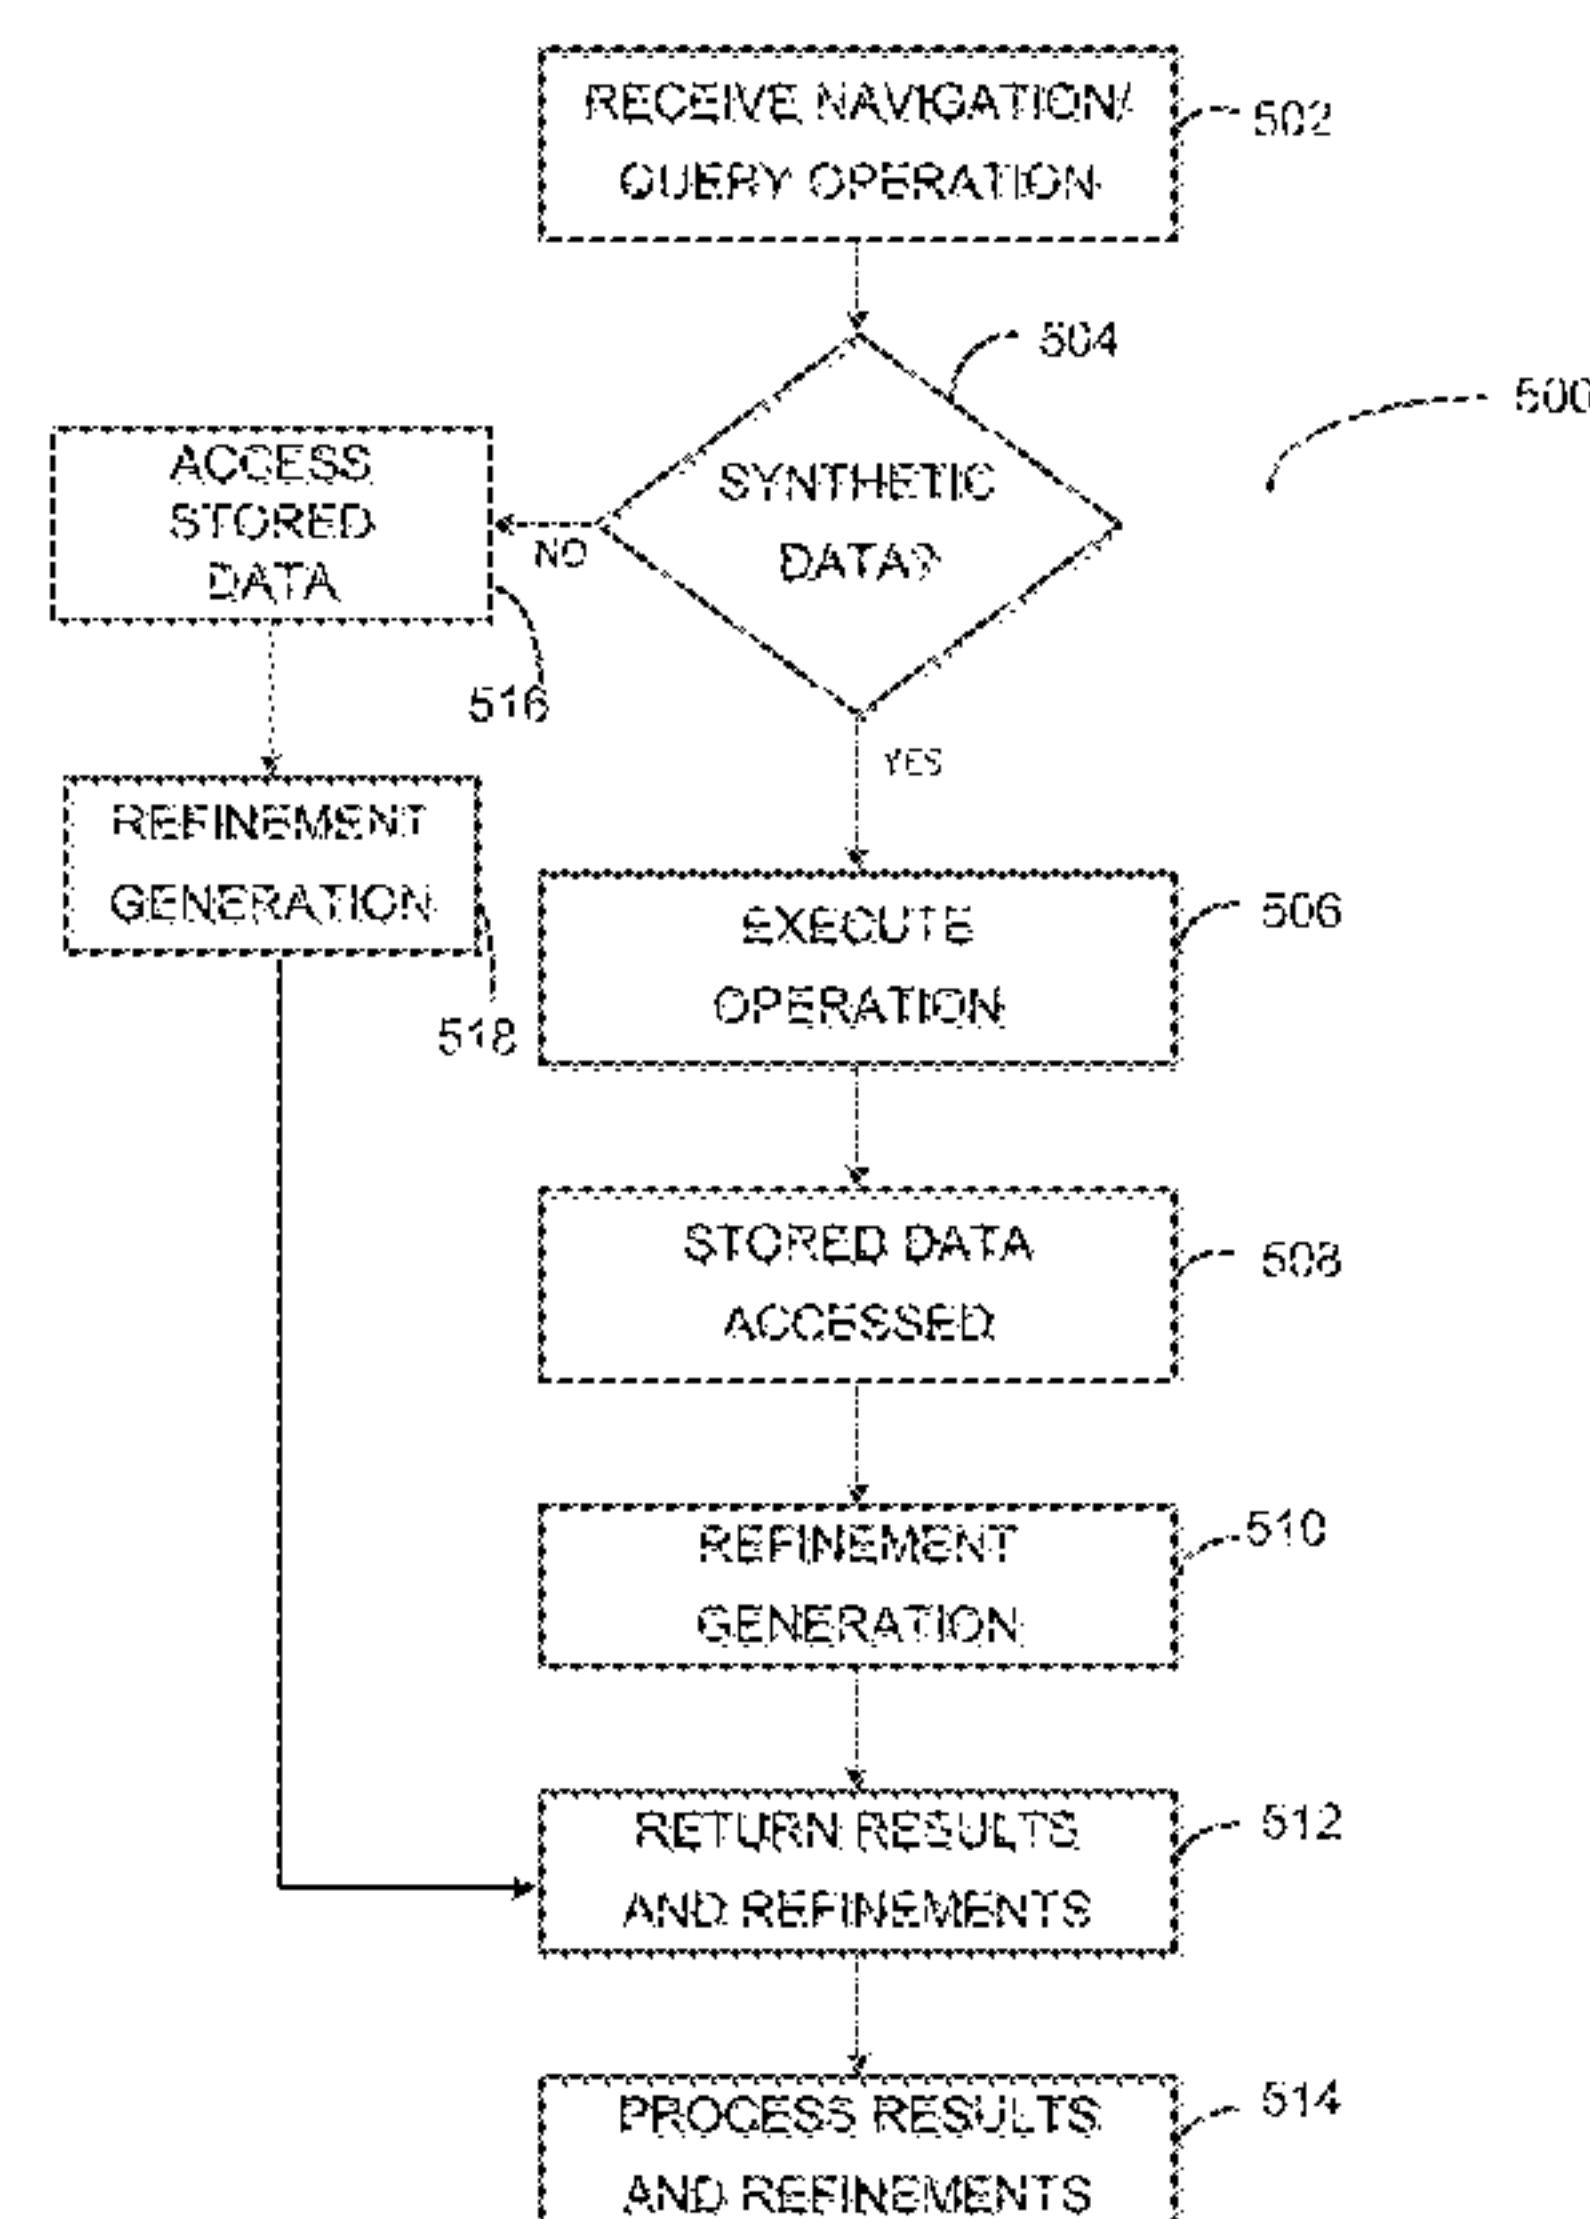 RECEIVE NAVIGATION/
QUERY OPERATION
502
504
500
SYNTHETIC
DATA?
NO
YES
ACCESS
STORED
DATA
516
REFINEMENT
GENERATION
518
EXECUTE
OPERATION
506
STORED DATA
ACCESSED
508
REFINEMENT
GENERATION
510
RETURN RESULTS
AND REFINEMENTS
512
PROCESS RESULTS
AND REFINEMENTS
514